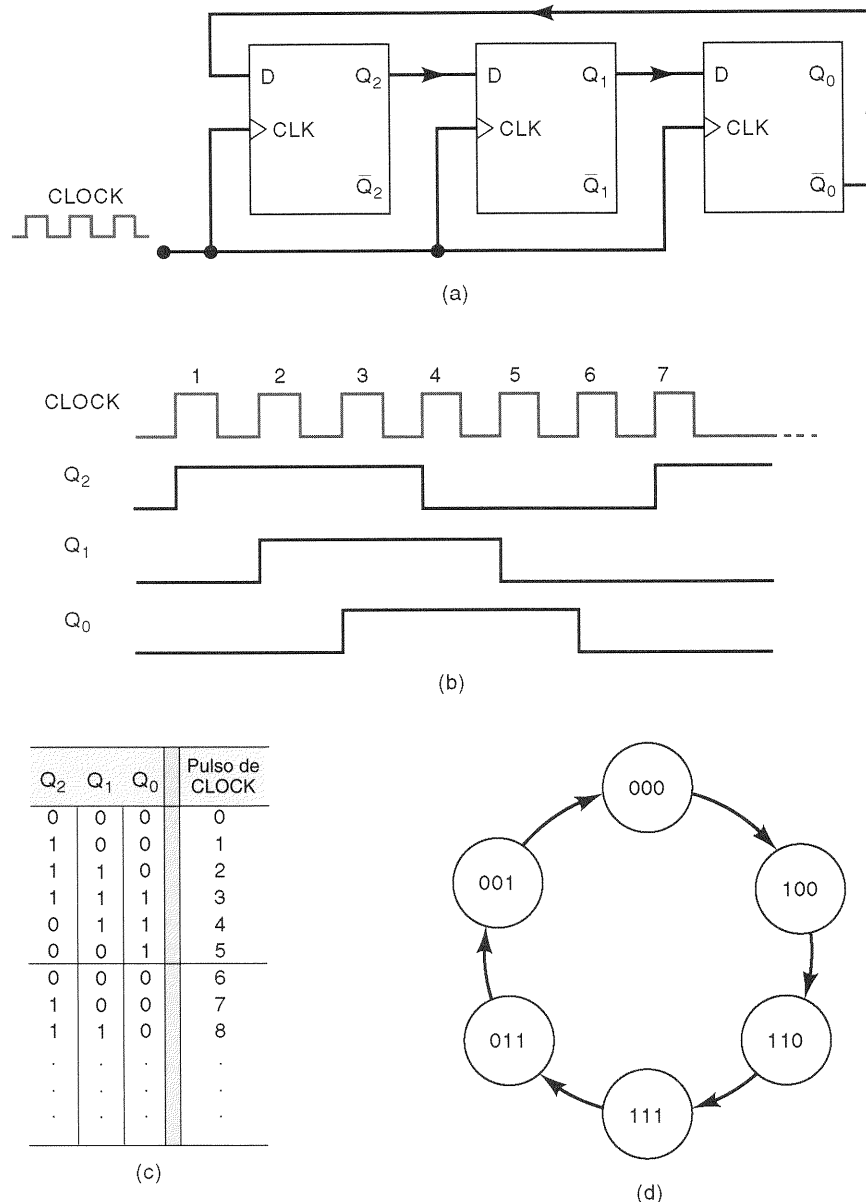 D Q₂ D Q₁ D Q₀
CLK CLK CLK
Q̅₂ Q̅₁ Q̅₀
CLOCK
(a)
1 2 3 4 5 6 7
CLOCK
Q₂
Q₁
Q₀
(b)
Q₂ Q₁ Q₀ Pulso de CLOCK
0 0 0 0
1 0 0 1
1 1 0 2
1 1 1 3
0 1 1 4
0 0 1 5
0 0 0 6
1 0 0 7
1 1 0 8
. . . .
. . . .
. . . .
(c)
000
100
110
111
011
001
(d)